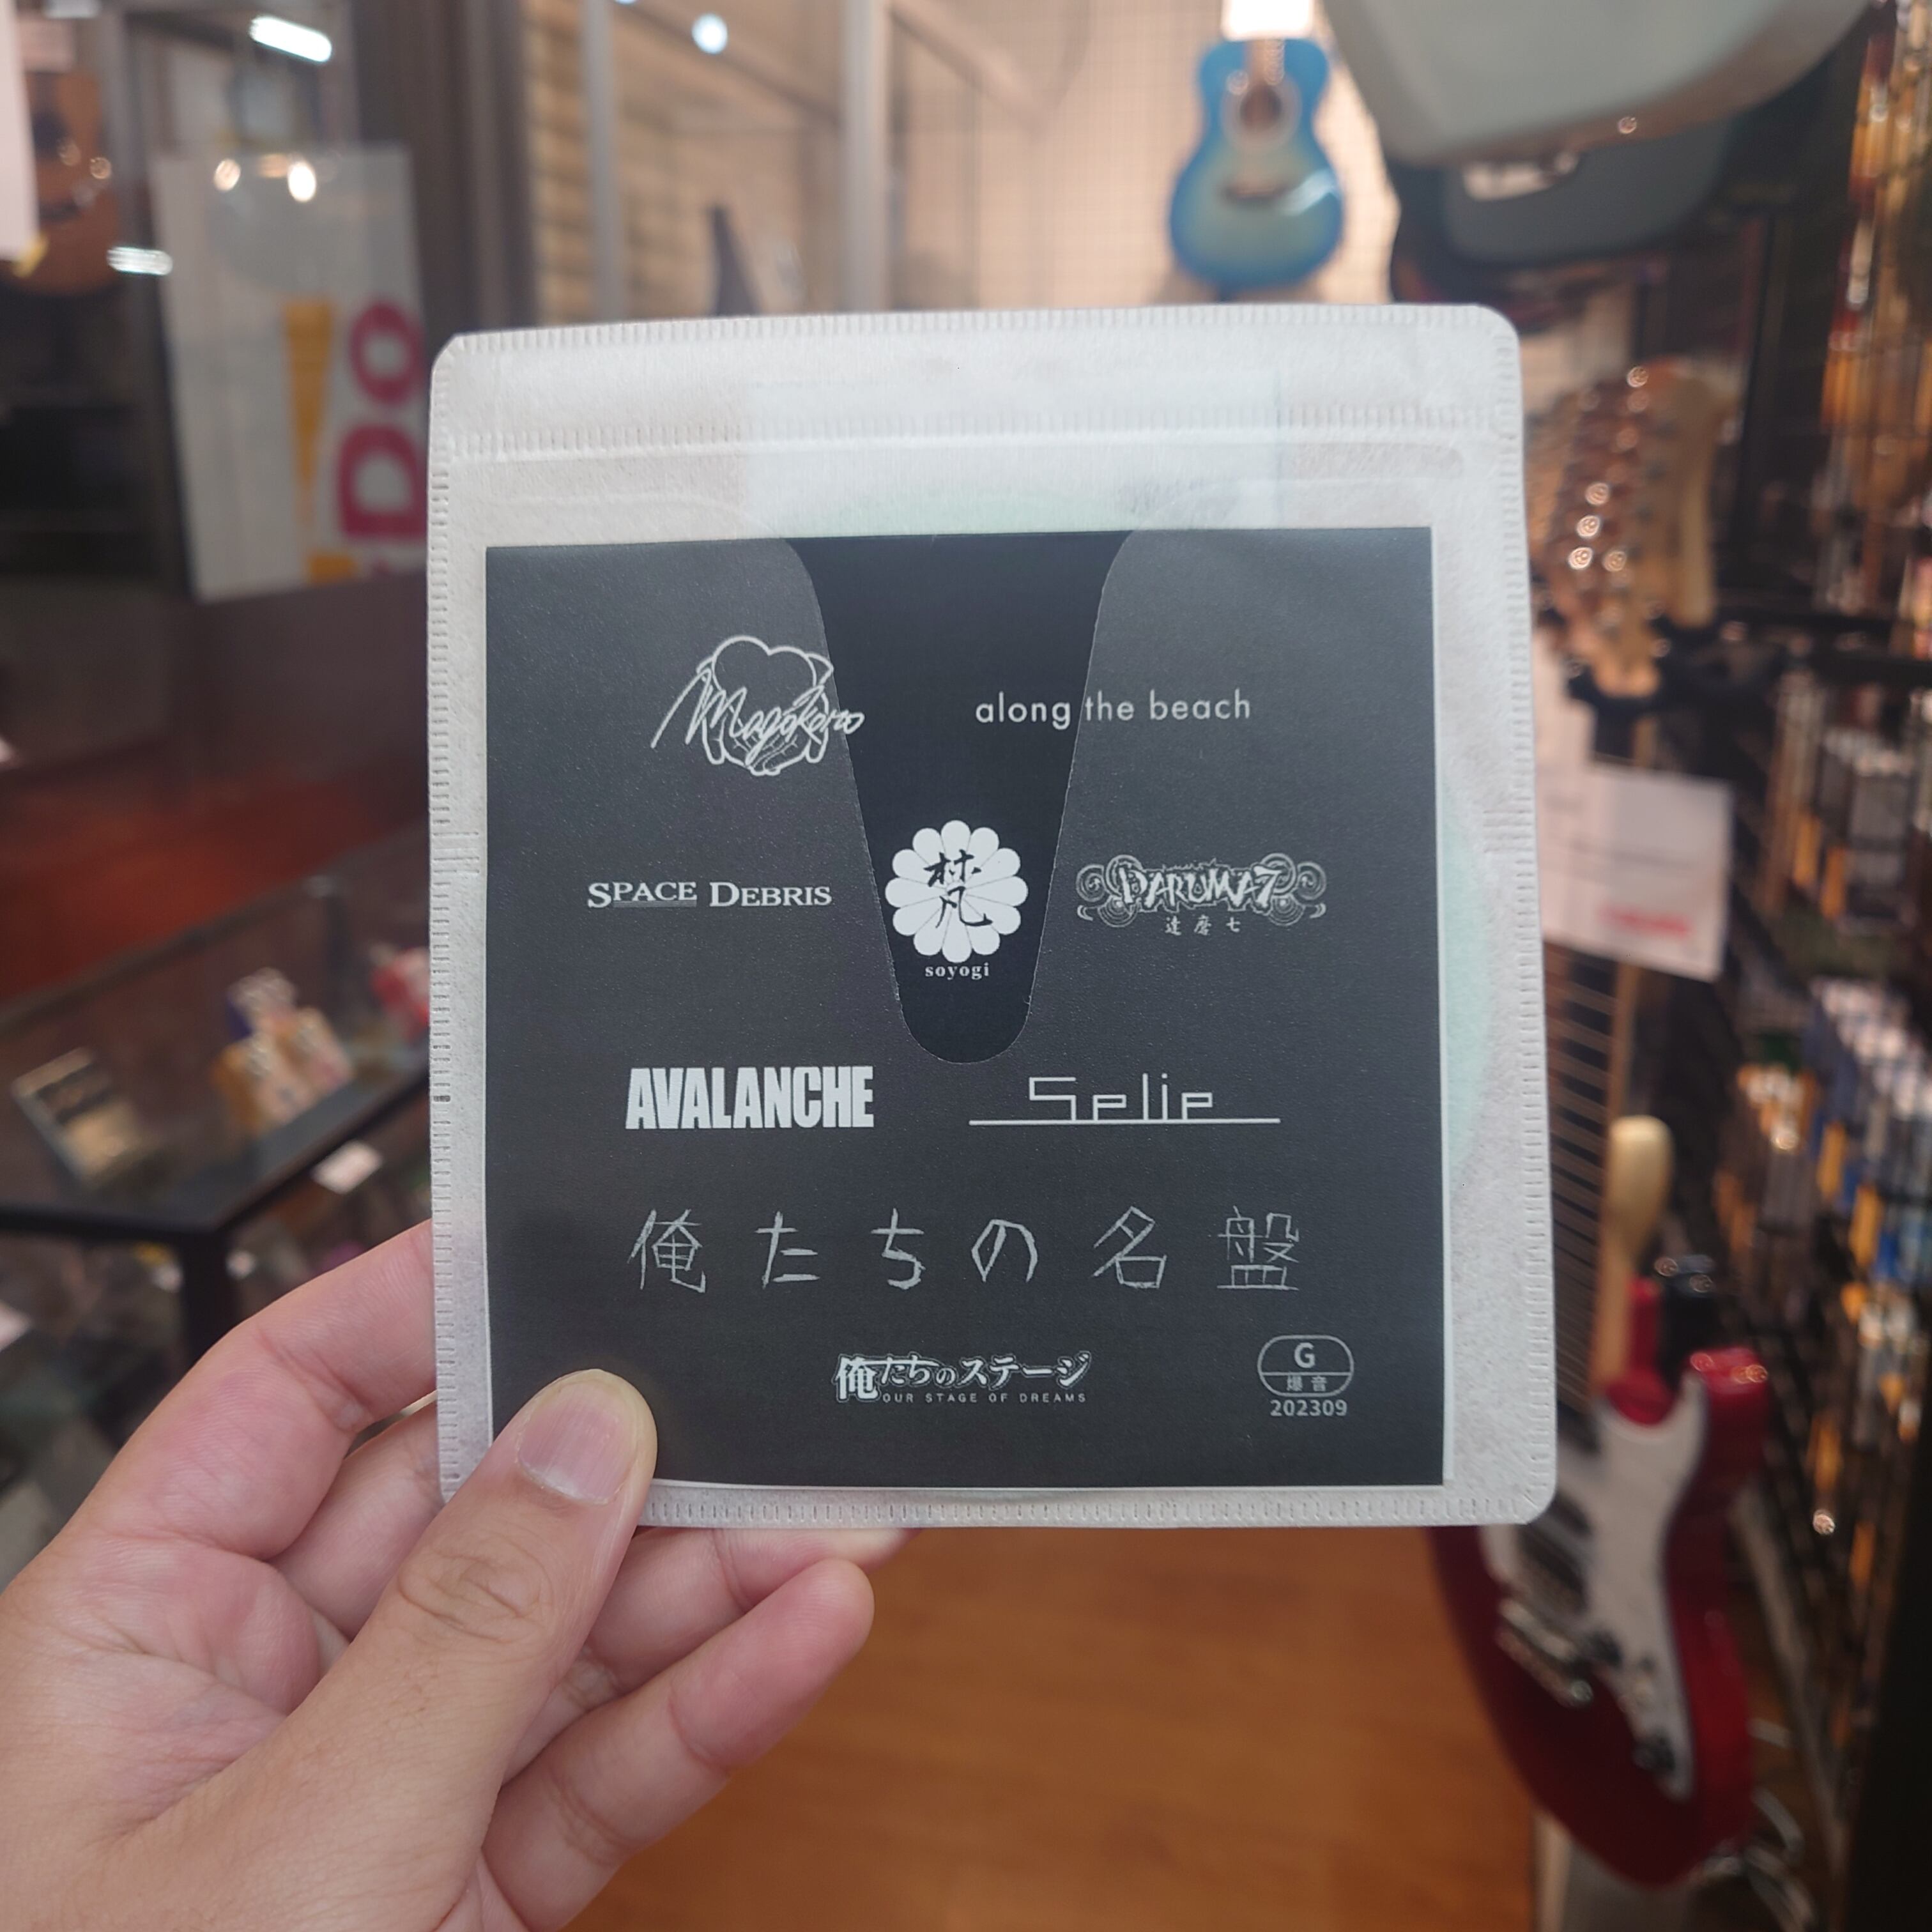 Magokoro
along the beach
SPACE DEBRIS
梵
soyogi
DARUMA7
達磨七
AVALANCHE
Selie
俺たちの名盤
俺たちのステージ
OUR STAGE OF DREAMS
G
爆音
202309